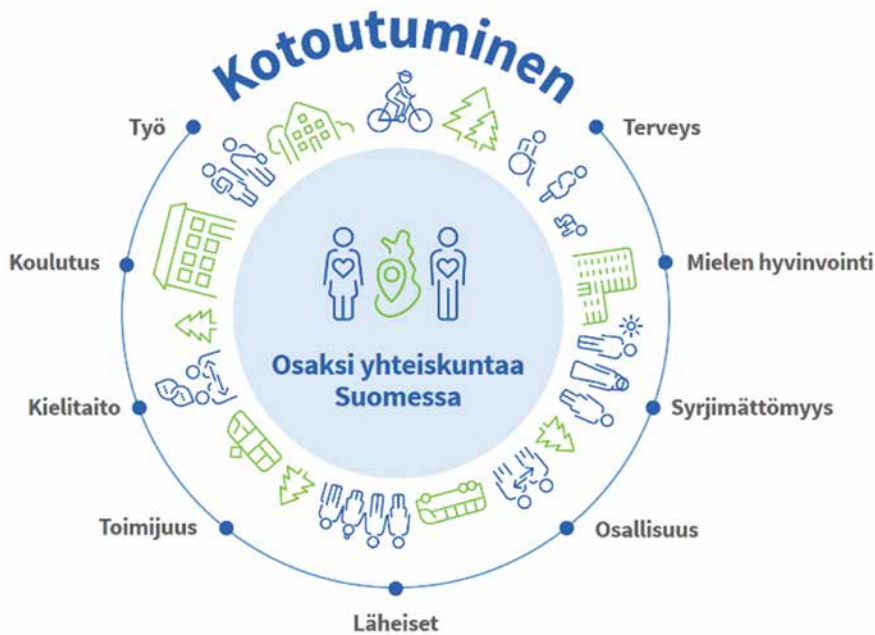 Kotoutuminen
Työ
Terveys
Koulutus
Mielen hyvinvointi
Osaksi yhteiskuntaa
Suomessa
Kielitaito
Syrjimättömyys
Toimijuus
Osallisuus
Läheiset